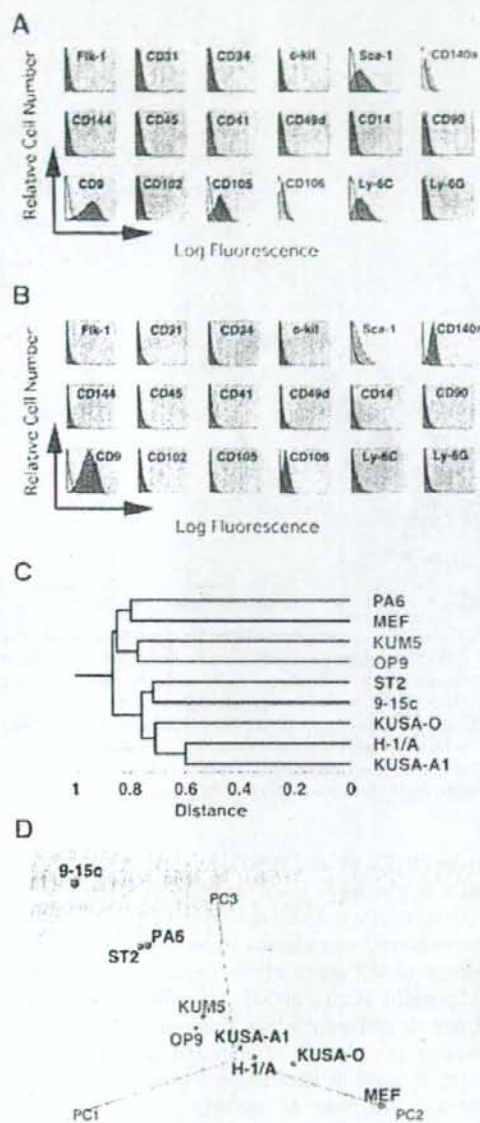 A
Relative Cell Number
Flk-1 CD31 CD34 c-kit Sca-1 CD140a
CD144 CD45 CD41 CD49d CD14 CD90
CD9 CD102 CD105 CD106 Ly-6C Ly-6G
Log Fluorescence
B
Relative Cell Number
Flk-1 CD31 CD34 c-kit Sca-1 CD140a
CD144 CD45 CD41 CD49d CD14 CD90
CD9 CD102 CD105 CD106 Ly-6C Ly-6G
Log Fluorescence
C
PA6
MEF
KUM5
OP9
ST2
9-15c
KUSA-O
H-1/A
KUSA-A1
1 0.8 0.6 0.4 0.2 0
Distance
D
9-15c
PC3
ST2 PA6
KUM5
OP9 KUSA-A1
H-1/A KUSA-O
MEF
PC1 PC2